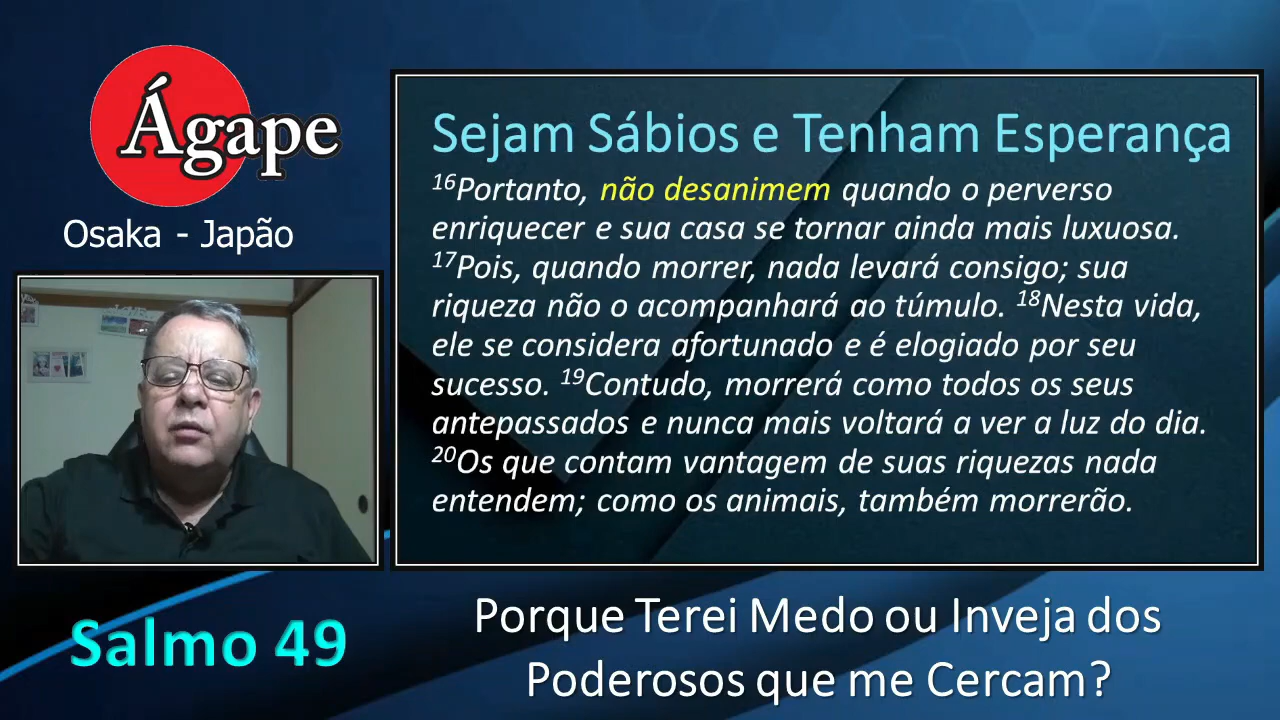 Ágape
Osaka - Japão
Sejam Sábios e Tenham Esperança
16Portanto, não desanimem quando o perverso
enriquecer e sua casa se tornar ainda mais luxuosa.
17Pois, quando morrer, nada levará consigo; sua
riqueza não o acompanhará ao túmulo. 18Nesta vida,
ele se considera afortunado e é elogiado por seu
sucesso. 19Contudo, morrerá como todos os seus
antepassados e nunca mais voltará a ver a luz do dia.
20Os que contam vantagem de suas riquezas nada
entendem; como os animais, também morrerão.
Salmo 49
Porque Terei Medo ou Inveja dos
Poderosos que me Cercam?